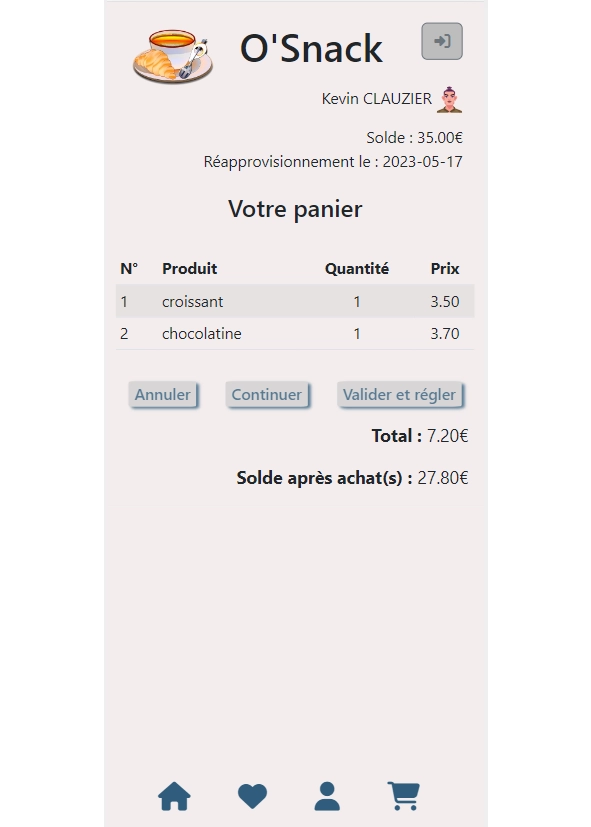 O'Snack
Kevin CLAUZIER
Solde : 35.00€
Réapprovisionnement le : 2023-05-17
Votre panier
N° Produit Quantité Prix
1 croissant 1 3.50
2 chocolatine 1 3.70
Annuler Continuer Valider et régler
Total : 7.20€
Solde après achat(s) : 27.80€